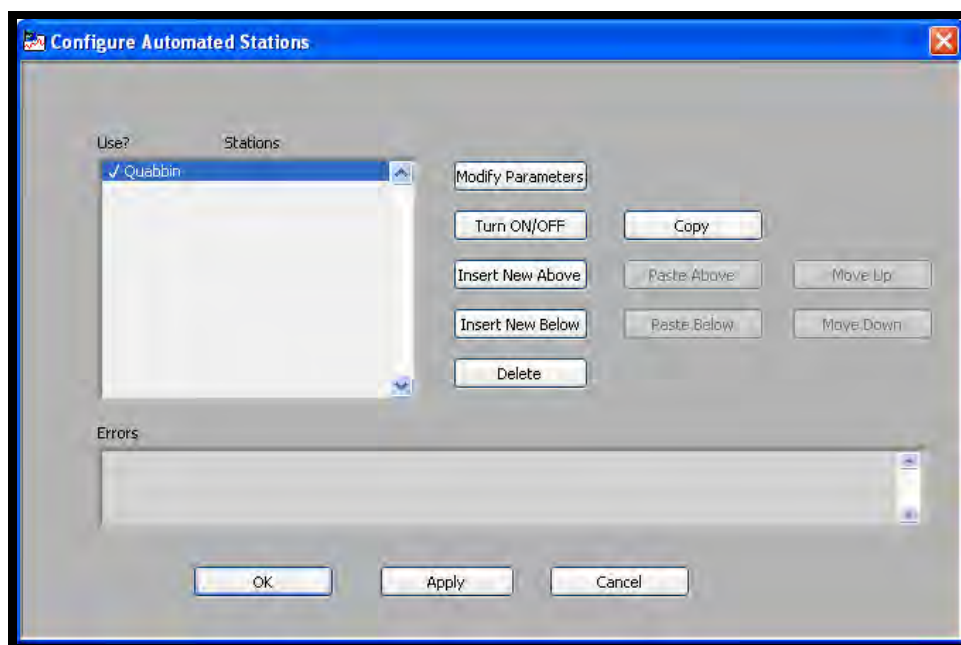 Configure Automated Stations
Use? Stations
✓ Quabbin
Modify Parameters
Turn ON/OFF Copy
Insert New Above Paste Above Move Up
Insert New Below Paste Below Move Down
Delete
Errors
OK Apply Cancel